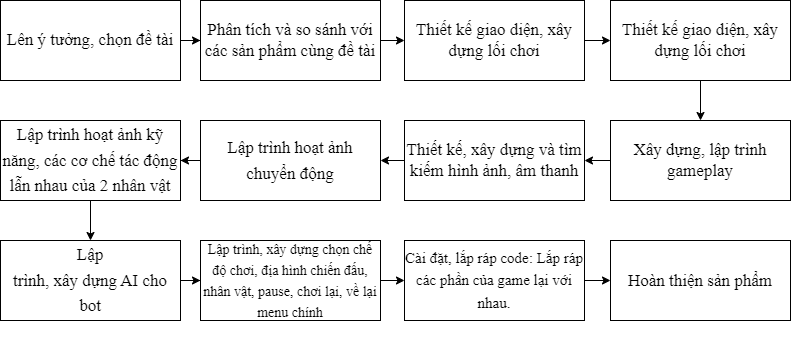 Lên ý tưởng, chọn đề tài
Phân tích và so sánh với
các sản phẩm cùng đề tài
Thiết kế giao diện, xây
dựng lối chơi
Thiết kế giao diện, xây
dựng lối chơi
Xây dựng, lập trình
gameplay
Thiết kế, xây dựng và tìm
kiếm hình ảnh, âm thanh
Lập trình hoạt ảnh
chuyển động
Lập trình hoạt ảnh kỹ
năng, các cơ chế tác động
lẫn nhau của 2 nhân vật
Lập
trình, xây dựng AI cho
bot
Lập trình, xây dựng chọn chế
độ chơi, địa hình chiến đấu,
nhân vật, pause, chơi lại, về lại
menu chính
Cài đặt, lắp ráp code: Lắp ráp
các phần của game lại với
nhau.
Hoàn thiện sản phẩm